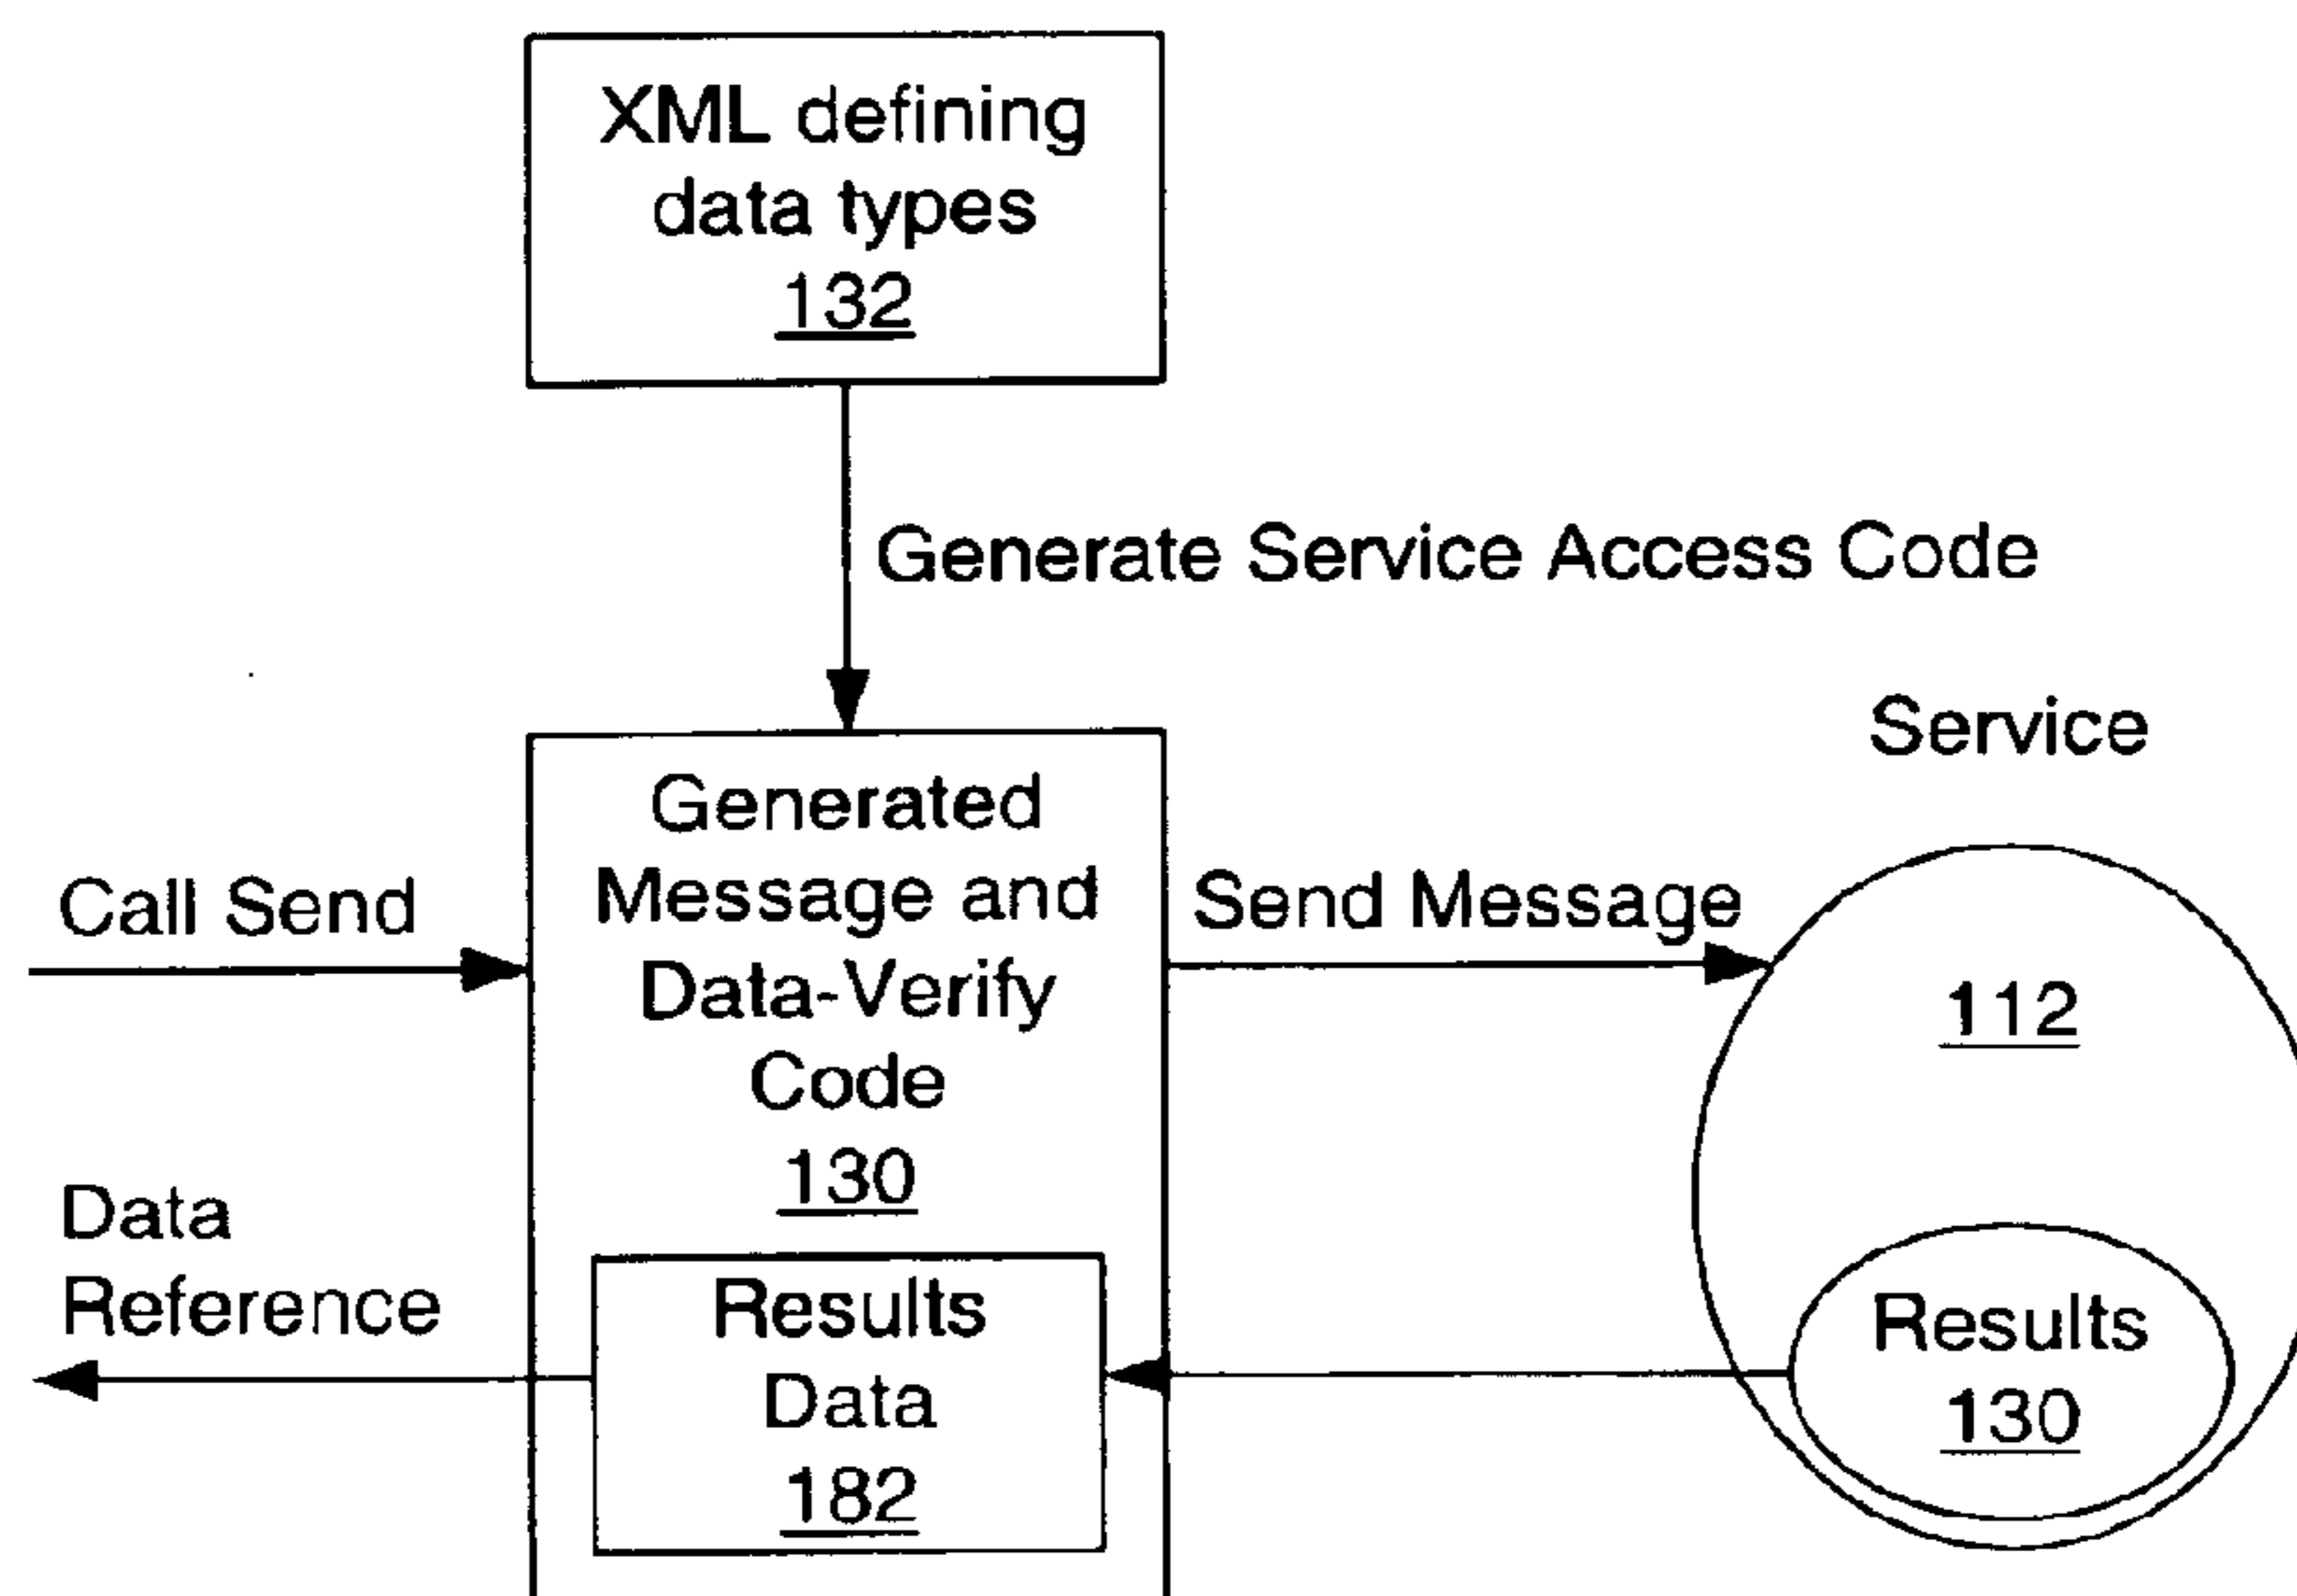 XML defining
data types
132
Generate Service Access Code
Service
Generated
Message and
Data-Verify
Code
130
Call Send
Send Message
112
Data
Reference
Results
Data
182
Results
130